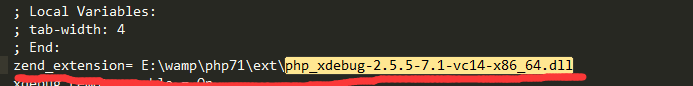 ; Local Variables:
; tab-width: 4
; End:
zend_extension= E:\wamp\php71\ext\php_xdebug-2.5.5-7.1-vc14-x86_64.dll